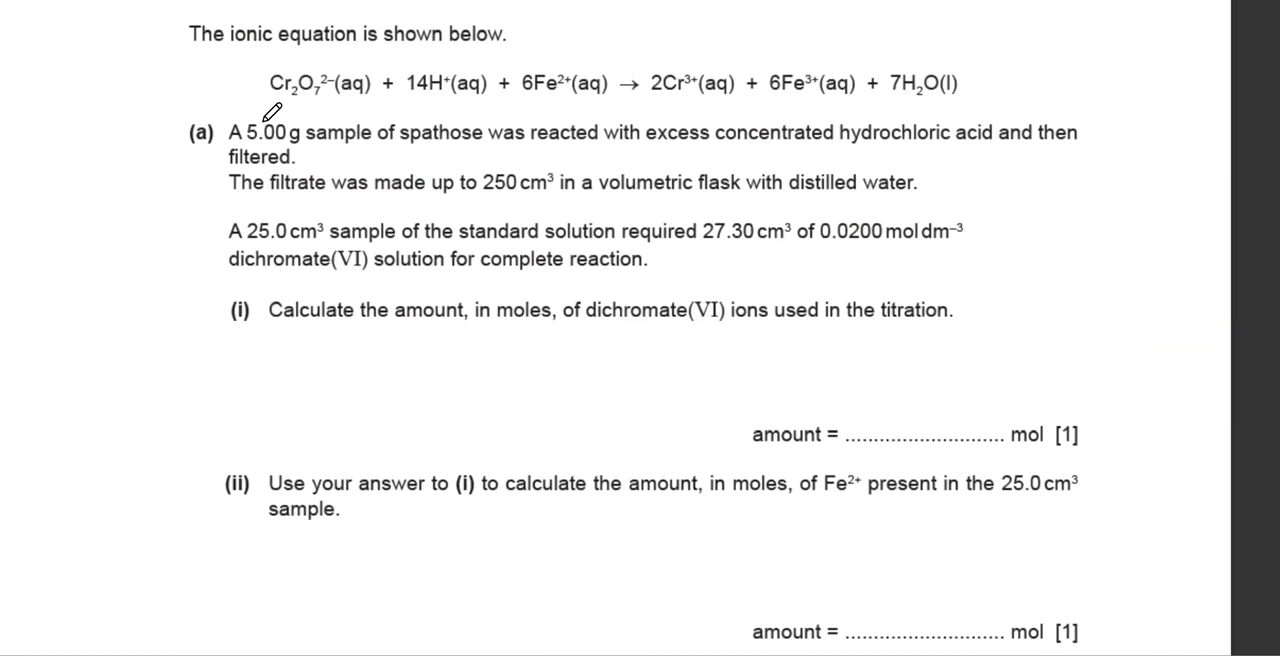 The ionic equation is shown below.
Cr₂O₇²⁻(aq) + 14H⁺(aq) + 6Fe²⁺(aq) → 2Cr³⁺(aq) + 6Fe³⁺(aq) + 7H₂O(l)
(a) A 5.00 g sample of spathose was reacted with excess concentrated hydrochloric acid and then
filtered.
The filtrate was made up to 250 cm³ in a volumetric flask with distilled water.
A 25.0 cm³ sample of the standard solution required 27.30 cm³ of 0.0200 mol dm⁻³
dichromate(VI) solution for complete reaction.
(i) Calculate the amount, in moles, of dichromate(VI) ions used in the titration.
amount = ............................ mol [1]
(ii) Use your answer to (i) to calculate the amount, in moles, of Fe²⁺ present in the 25.0 cm³
sample.
amount = ............................ mol [1]